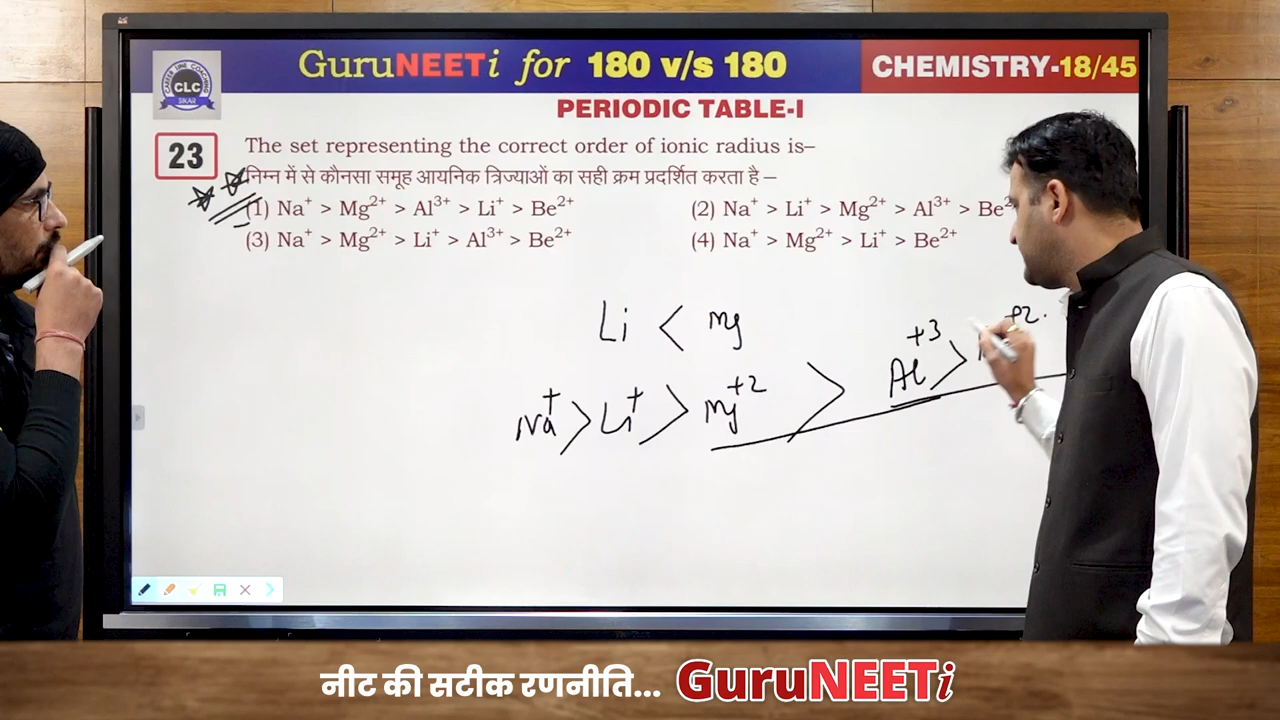 GuruNEETi for 180 v/s 180
CHEMISTRY-18/45
CLC
SIKAR
PERIODIC TABLE-I
23
The set representing the correct order of ionic radius is–
निम्न में से कौनसा समूह आयनिक त्रिज्याओं का सही क्रम प्रदर्शित करता है –
(1) Na⁺ > Mg²⁺ > Al³⁺ > Li⁺ > Be²⁺
(2) Na⁺ > Li⁺ > Mg²⁺ > Al³⁺ > Be²
(3) Na⁺ > Mg²⁺ > Li⁺ > Al³⁺ > Be²⁺
(4) Na⁺ > Mg²⁺ > Li⁺ > Be²⁺
Li < Mg
Na⁺ > Li⁺ > Mg⁺² > Al⁺³ > +2.
नीट की सटीक रणनीति... GuruNEETi